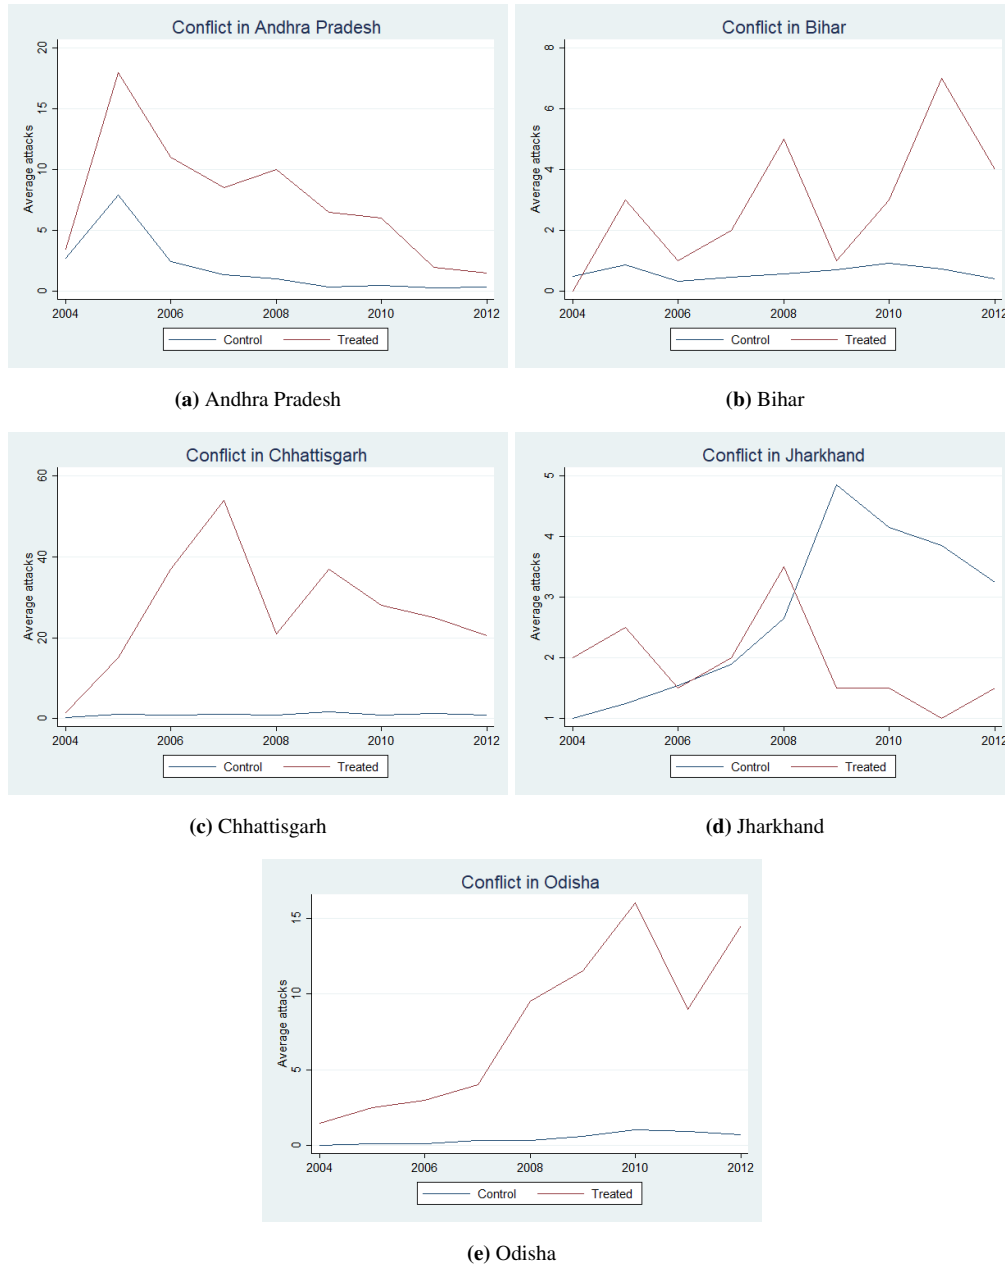 Conflict in Andhra Pradesh
Average attacks
20
15
10
5
0
2004 2006 2008 2010 2012
Control Treated
(a) Andhra Pradesh
Conflict in Bihar
Average attacks
8
6
4
2
0
2004 2006 2008 2010 2012
Control Treated
(b) Bihar
Conflict in Chhattisgarh
Average attacks
60
40
20
0
2004 2006 2008 2010 2012
Control Treated
(c) Chhattisgarh
Conflict in Jharkhand
Average attacks
5
4
3
2
1
2004 2006 2008 2010 2012
Control Treated
(d) Jharkhand
Conflict in Odisha
Average attacks
15
10
5
0
2004 2006 2008 2010 2012
Control Treated
(e) Odisha